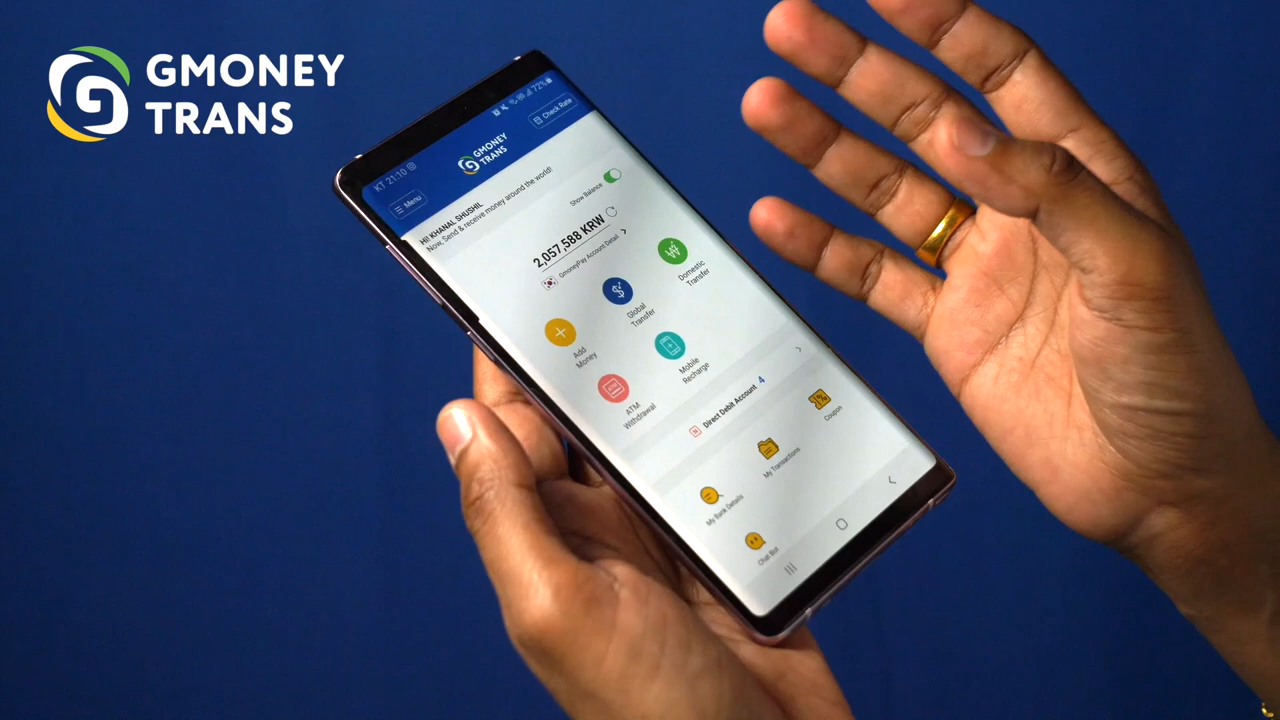 GMONEY
TRANS
KT 21:10
72%
Menu
GMONEY
TRANS
Check Rate
Hi! KHANAL SHUSHIL
Now, Send & receive money around the world!
Show Balance
2,057,588 KRW
GmoneyPay Account Detail
Add
Money
Global
Transfer
Domestic
Transfer
ATM
ATM
Withdrawal
Mobile
Recharge
N
Direct Debit Account 4
My Bank Details
My Transactions
Coupon
Chat Bot